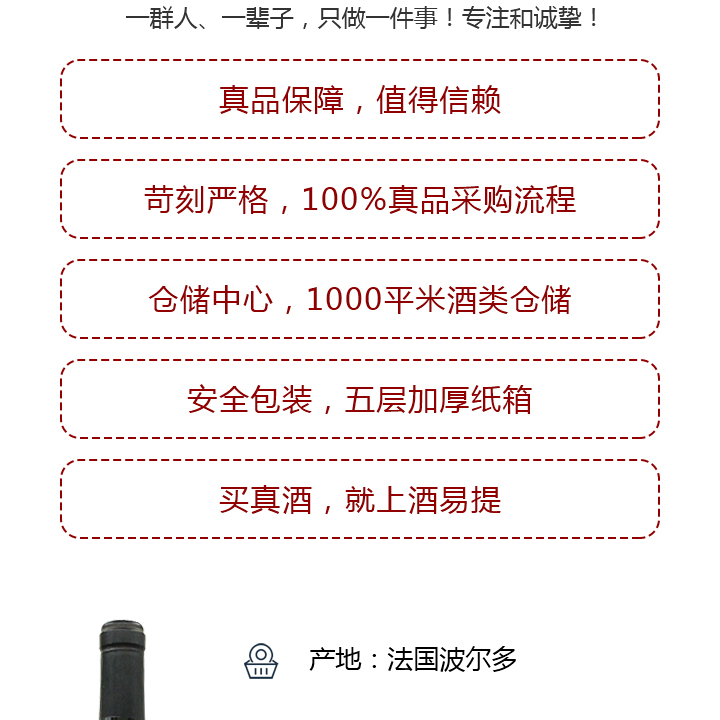 一群人、一辈子，只做一件事！专注和诚挚！
真品保障，值得信赖
苛刻严格，100%真品采购流程
仓储中心，1000平米酒类仓储
安全包装，五层加厚纸箱
买真酒，就上酒易提
产地：法国波尔多